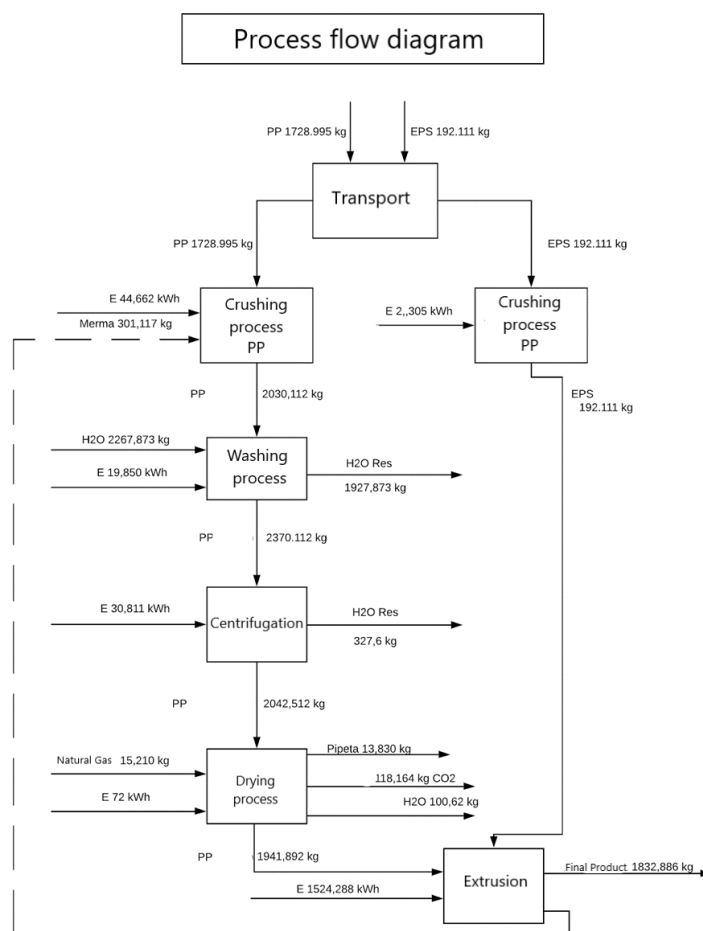 Process flow diagram
PP 1728.995 kg
EPS 192.111 kg
Transport
PP 1728.995 kg
EPS 192.111 kg
E 44,662 kWh
Merma 301,117 kg
Crushing
process
PP
E 2,,305 kWh
Crushing
process
PP
PP
2030,112 kg
EPS
192.111 kg
H2O 2267,873 kg
E 19,850 kWh
Washing
process
H2O Res
1927,873 kg
PP
2370.112 kg
E 30,811 kWh
Centrifugation
H2O Res
327,6 kg
PP
2042,512 kg
Natural Gas 15,210 kg
E 72 kWh
Drying
process
Pipeta 13,830 kg
118,164 kg CO2
H2O 100,62 kg
PP
1941,892 kg
E 1524,288 kWh
Extrusion
Final Product 1832,886 kg